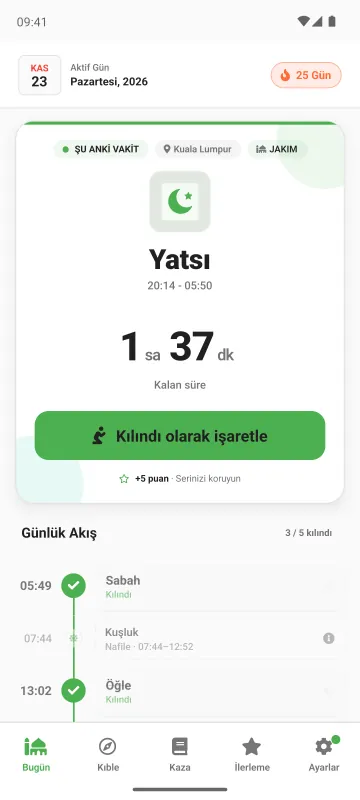 09:41
KAS
23
Aktif Gün
Pazartesi, 2026
25 Gün
ŞU ANKİ VAKİT
Kuala Lumpur
JAKIM
Yatsı
20:14 - 05:50
1 sa 37 dk
Kalan süre
Kılındı olarak işaretle
+5 puan · Serinizi koruyun
Günlük Akış
3 / 5 kılındı
05:49
Sabah
Kılındı
07:44
Kuşluk
Nafile · 07:44–12:52
13:02
Öğle
Kılındı
Bugün
Kıble
Kaza
İlerleme
Ayarlar